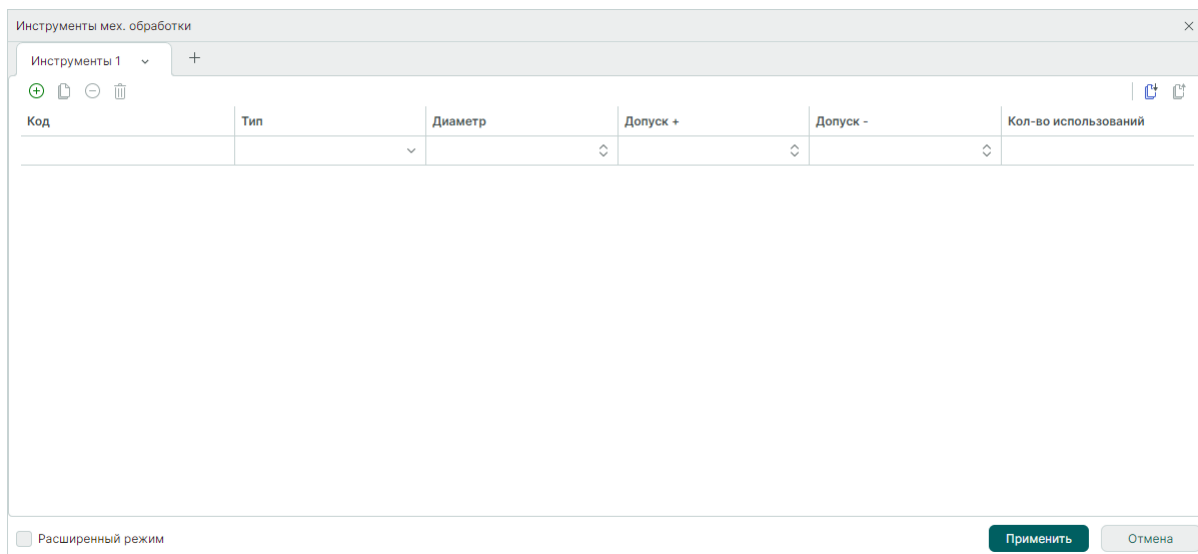 Инструменты мех. обработки
Инструменты 1
Код Тип Диаметр Допуск + Допуск - Кол-во использований
Расширенный режим Применить Отмена